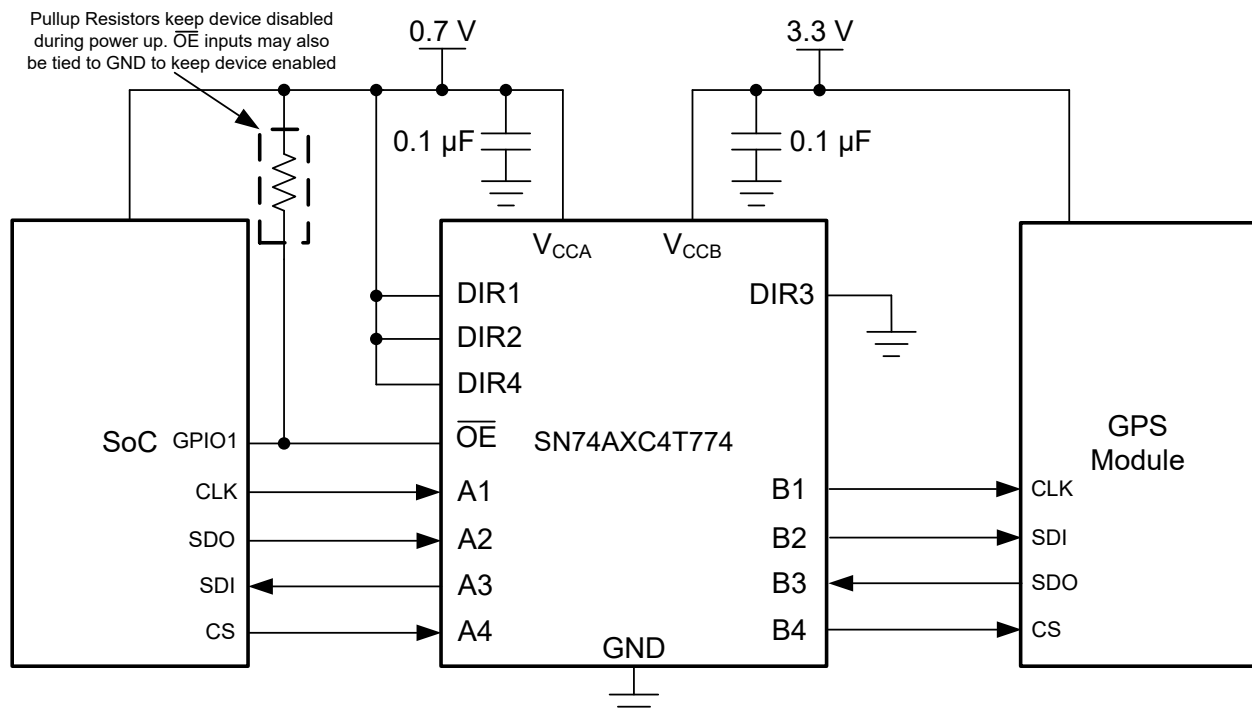 Pullup Resistors keep device disabled
during power up. O̅E̅ inputs may also
be tied to GND to keep device enabled
0.7 V
3.3 V
0.1 µF
0.1 µF
VCCA
VCCB
DIR1
DIR3
DIR2
DIR4
SoC
GPIO1
O̅E̅
SN74AXC4T774
GPS
Module
CLK
A1
B1
CLK
SDO
A2
B2
SDI
SDI
A3
B3
SDO
CS
A4
B4
CS
GND